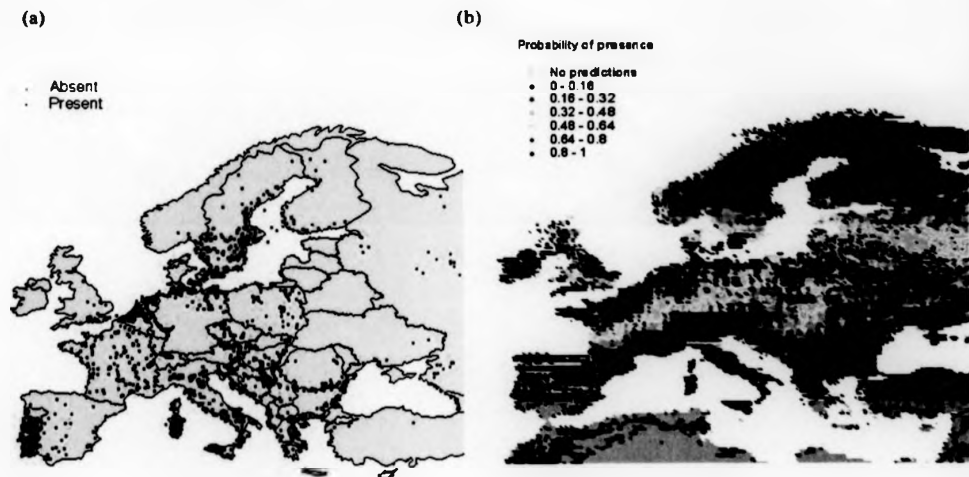 (a)
Absent
Present
(b)
Probability of presence
No predictions
0 - 0.16
0.16 - 0.32
0.32 - 0.48
0.48 - 0.64
0.64 - 0.8
0.8 - 1